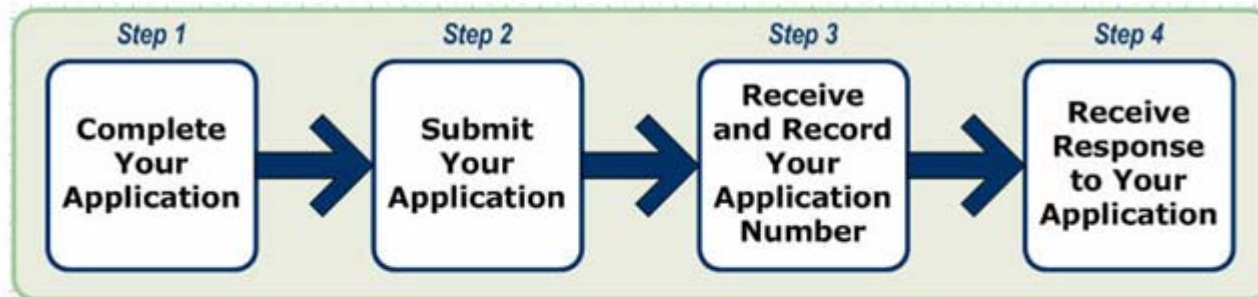 Step 1
Complete
Your
Application
Step 2
Submit
Your
Application
Step 3
Receive
and Record
Your
Application
Number
Step 4
Receive
Response
to Your
Application